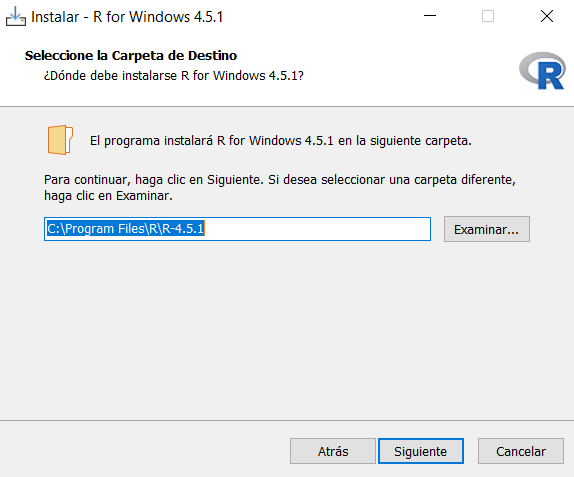 Instalar - R for Windows 4.5.1
Seleccione la Carpeta de Destino
¿Dónde debe instalarse R for Windows 4.5.1?
R
El programa instalará R for Windows 4.5.1 en la siguiente carpeta.
Para continuar, haga clic en Siguiente. Si desea seleccionar una carpeta diferente,
haga clic en Examinar.
C:\Program Files\R\R-4.5.1
Examinar...
Atrás
Siguiente
Cancelar